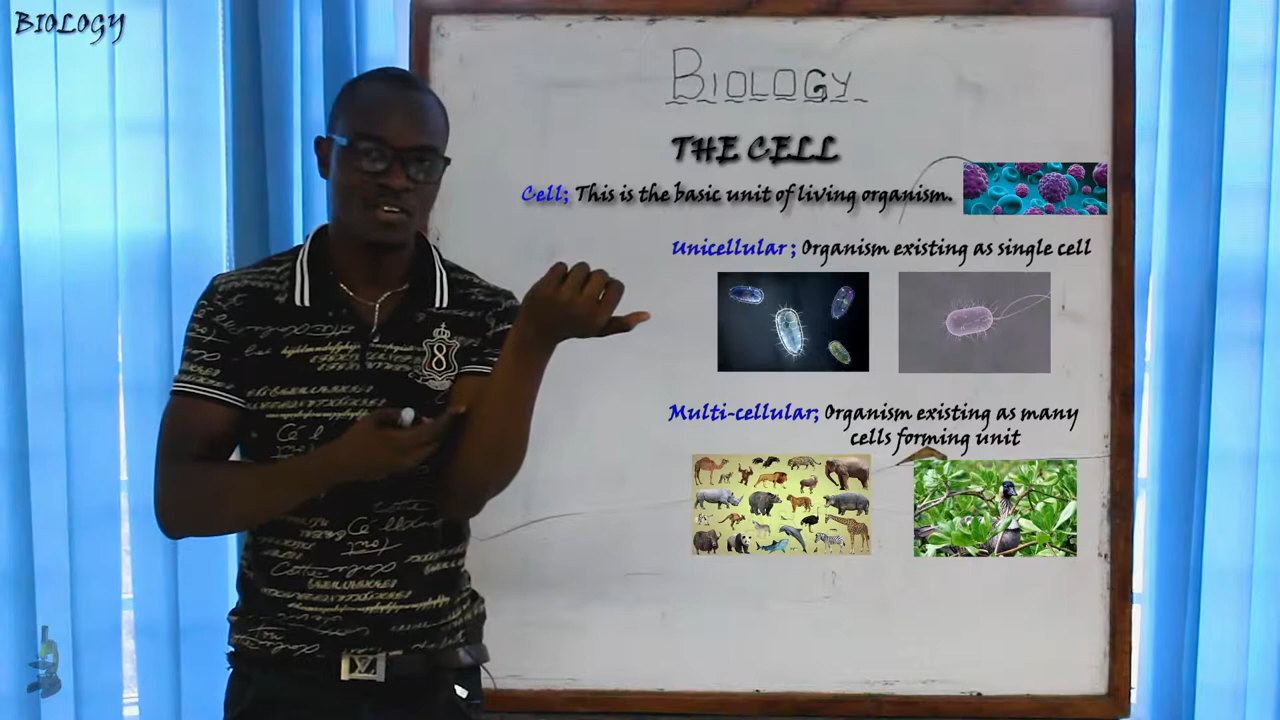 BIOLOGY
BIOLOGY
THE CELL
Cell; This is the basic unit of living organism.
Unicellular ; Organism existing as single cell
Multi-cellular; Organism existing as many
cells forming unit
8